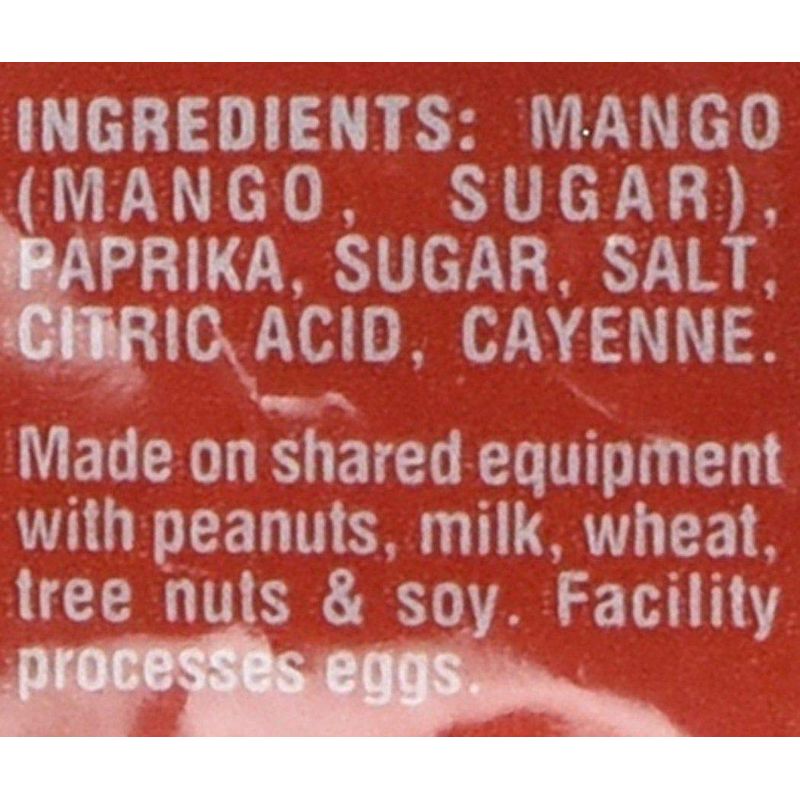 INGREDIENTS: MANGO
(MANGO, SUGAR),
PAPRIKA, SUGAR, SALT,
CITRIC ACID, CAYENNE.
Made on shared equipment
with peanuts, milk, wheat,
tree nuts & soy. Facility
processes eggs.